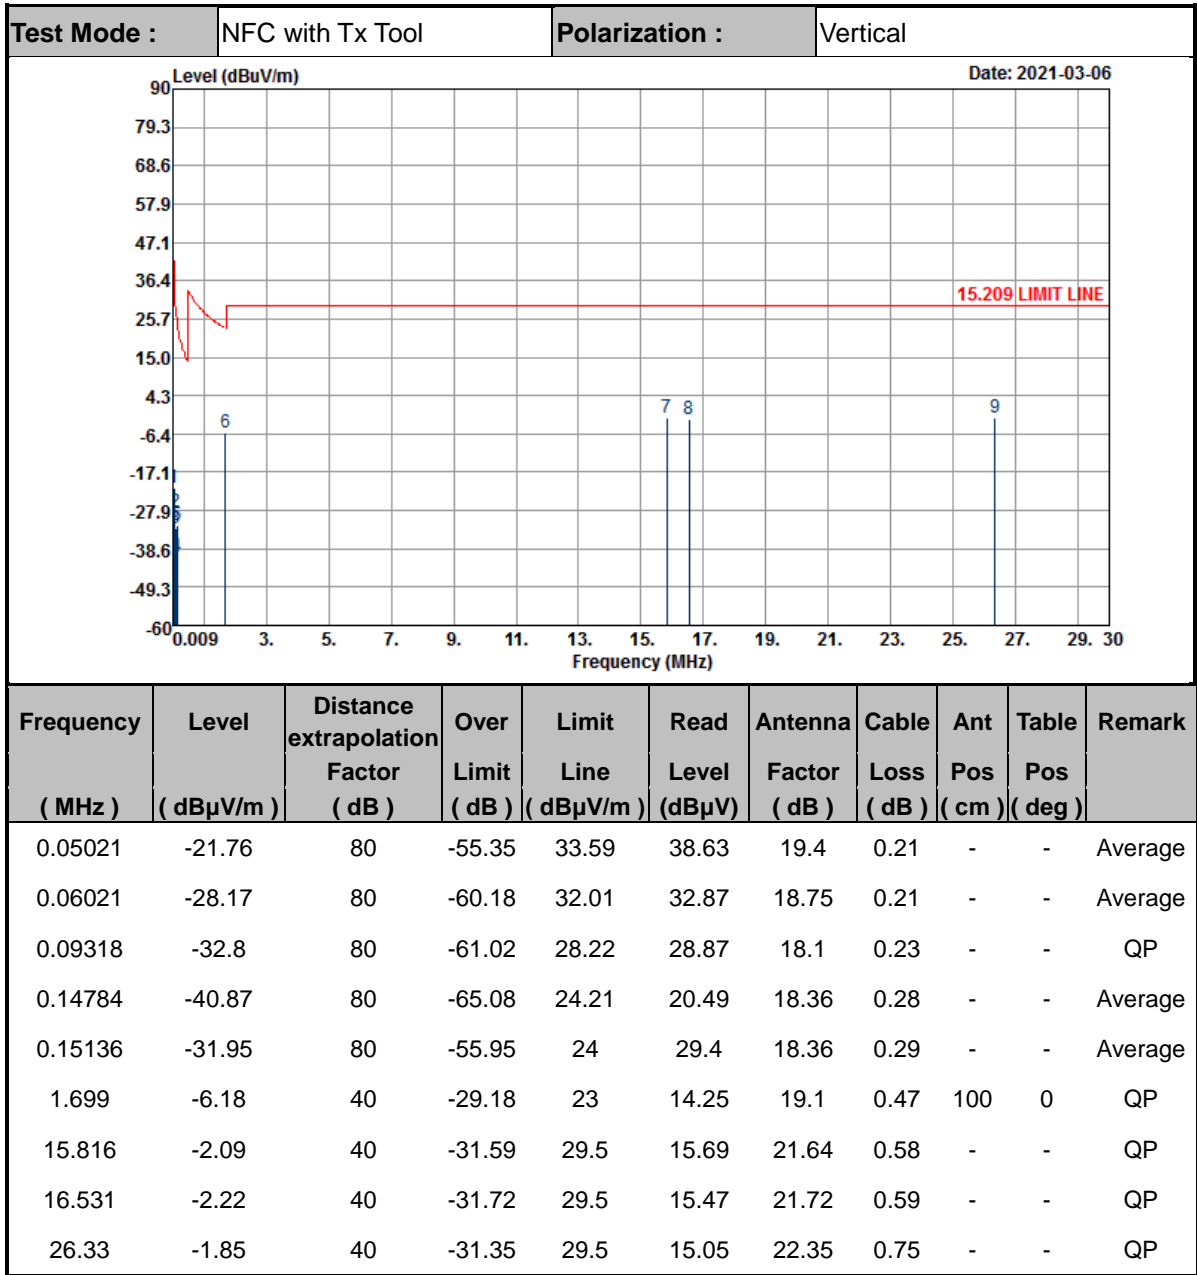 Test Mode : NFC with Tx Tool Polarization : Vertical
Level (dBuV/m) Date: 2021-03-06
90
79.3
68.6
57.9
47.1
36.4
15.209 LIMIT LINE
25.7
15.0
4.3
7 8 9
6
-6.4
-17.1
-27.9
-38.6
-49.3
-60
0.009 3. 5. 7. 9. 11. 13. 15. 17. 19. 21. 23. 25. 27. 29. 30
Frequency (MHz)
Frequency Level Distance extrapolation Over Limit Read Antenna Cable Ant Table Remark
Factor Limit Line Level Factor Loss Pos Pos
( MHz ) ( dBµV/m ) ( dB ) ( dB ) ( dBµV/m ) (dBµV) ( dB ) ( dB ) ( cm ) ( deg )
0.05021 -21.76 80 -55.35 33.59 38.63 19.4 0.21 - - Average
0.06021 -28.17 80 -60.18 32.01 32.87 18.75 0.21 - - Average
0.09318 -32.8 80 -61.02 28.22 28.87 18.1 0.23 - - QP
0.14784 -40.87 80 -65.08 24.21 20.49 18.36 0.28 - - Average
0.15136 -31.95 80 -55.95 24 29.4 18.36 0.29 - - Average
1.699 -6.18 40 -29.18 23 14.25 19.1 0.47 100 0 QP
15.816 -2.09 40 -31.59 29.5 15.69 21.64 0.58 - - QP
16.531 -2.22 40 -31.72 29.5 15.47 21.72 0.59 - - QP
26.33 -1.85 40 -31.35 29.5 15.05 22.35 0.75 - - QP